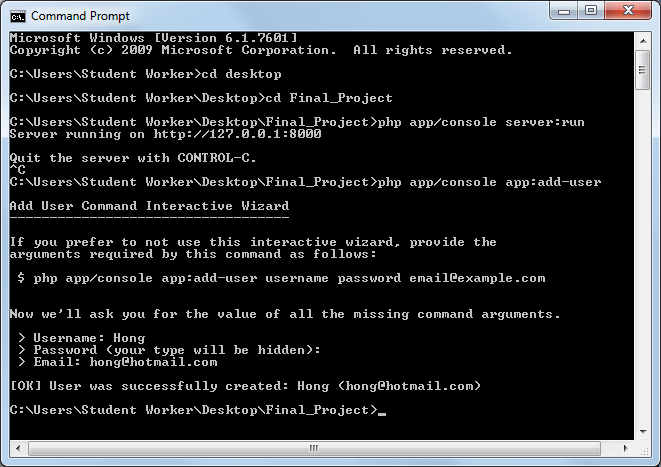 Command Prompt
Microsoft Windows [Version 6.1.7601]
Copyright (c) 2009 Microsoft Corporation.  All rights reserved.
C:\Users\Student Worker>cd desktop
C:\Users\Student Worker\Desktop>cd Final_Project
C:\Users\Student Worker\Desktop\Final_Project>php app/console server:run
Server running on http://127.0.0.1:8000
Quit the server with CONTROL-C.
^C
C:\Users\Student Worker\Desktop\Final_Project>php app/console app:add-user
Add User Command Interactive Wizard
-----------------------------------
If you prefer to not use this interactive wizard, provide the
arguments required by this command as follows:
$ php app/console app:add-user username password email@example.com
Now we'll ask you for the value of all the missing command arguments.
> Username: Hong
> Password (your type will be hidden):
> Email: hong@hotmail.com
[OK] User was successfully created: Hong (hong@hotmail.com)
C:\Users\Student Worker\Desktop\Final_Project>_